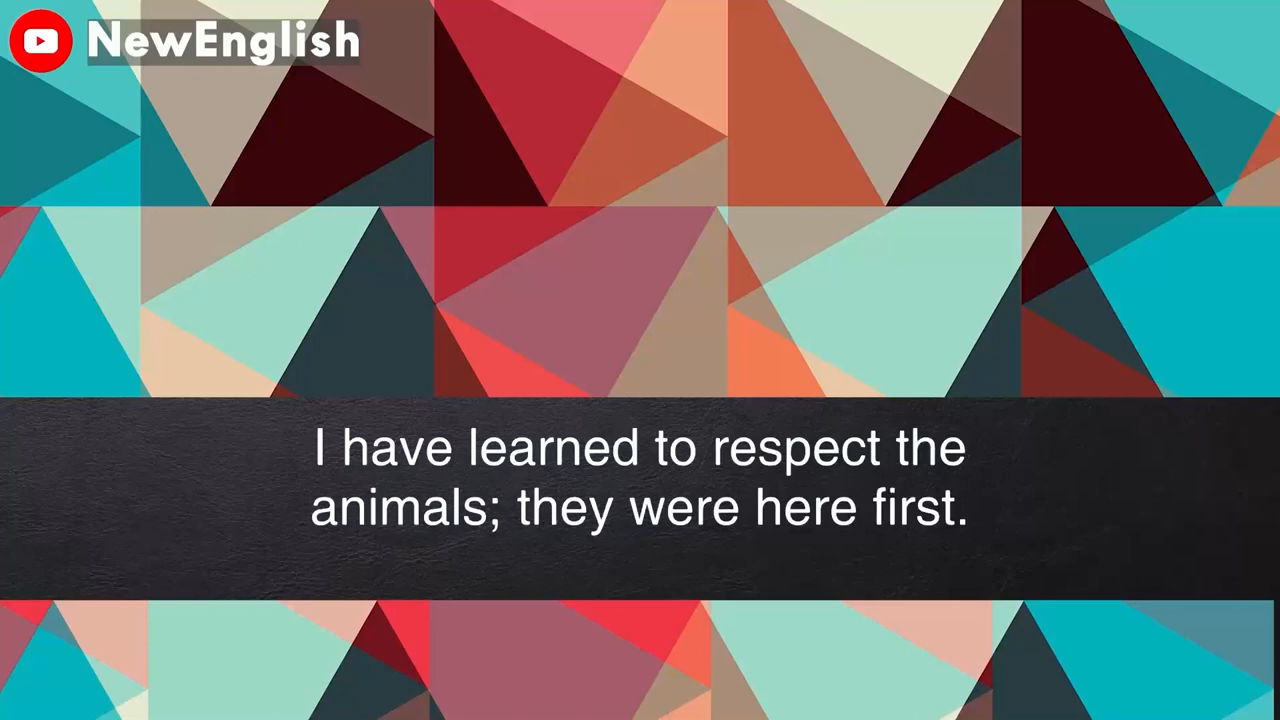 NewEnglish
I have learned to respect the
animals; they were here first.